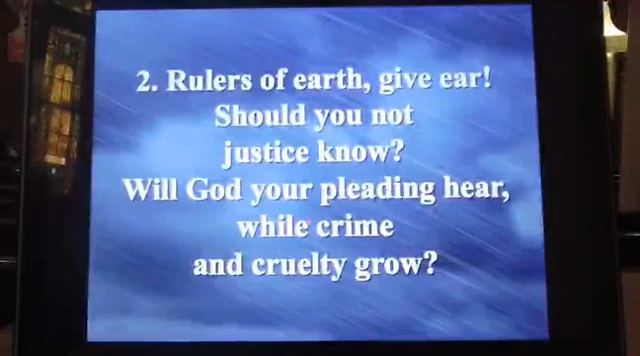 2. Rulers of earth, give ear!
Should you not
justice know?
Will God your pleading hear,
while crime
and cruelty grow?